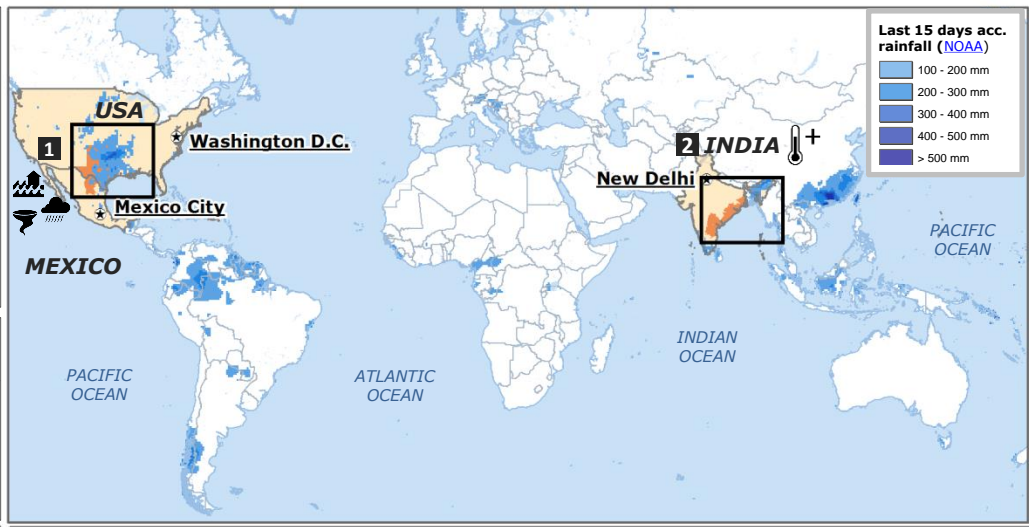 Last 15 days acc.
rainfall (NOAA)
100 - 200 mm
200 - 300 mm
300 - 400 mm
400 - 500 mm
> 500 mm
USA
1
Washington D.C.
2 INDIA +
New Delhi
Mexico City
MEXICO
PACIFIC
OCEAN
INDIAN
OCEAN
PACIFIC
OCEAN
ATLANTIC
OCEAN